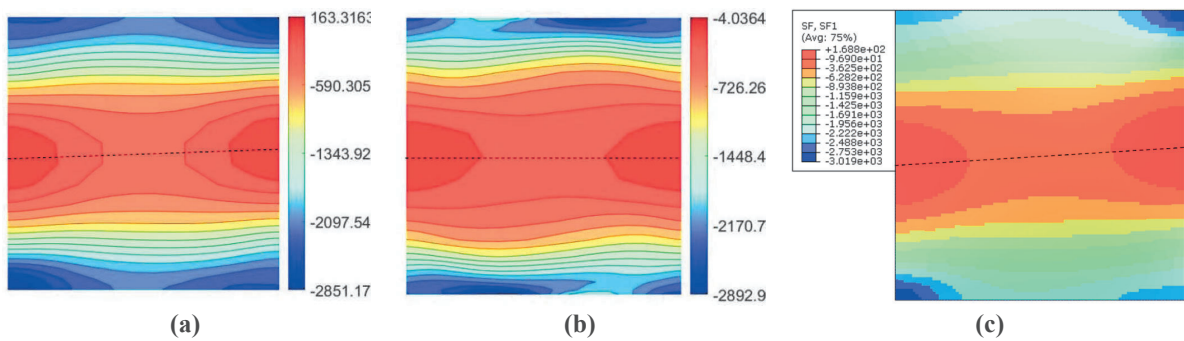 163.3163
-590.305
-1343.92
-2097.54
-2851.17
(a)
-4.0364
-726.26
-1448.4
-2170.7
-2892.9
(b)
SF, SF1
(Avg: 75%)
+1.688e+02
-9.690e+01
-3.625e+02
-6.282e+02
-8.938e+02
-1.159e+03
-1.425e+03
-1.691e+03
-1.956e+03
-2.222e+03
-2.488e+03
-2.753e+03
-3.019e+03
(c)